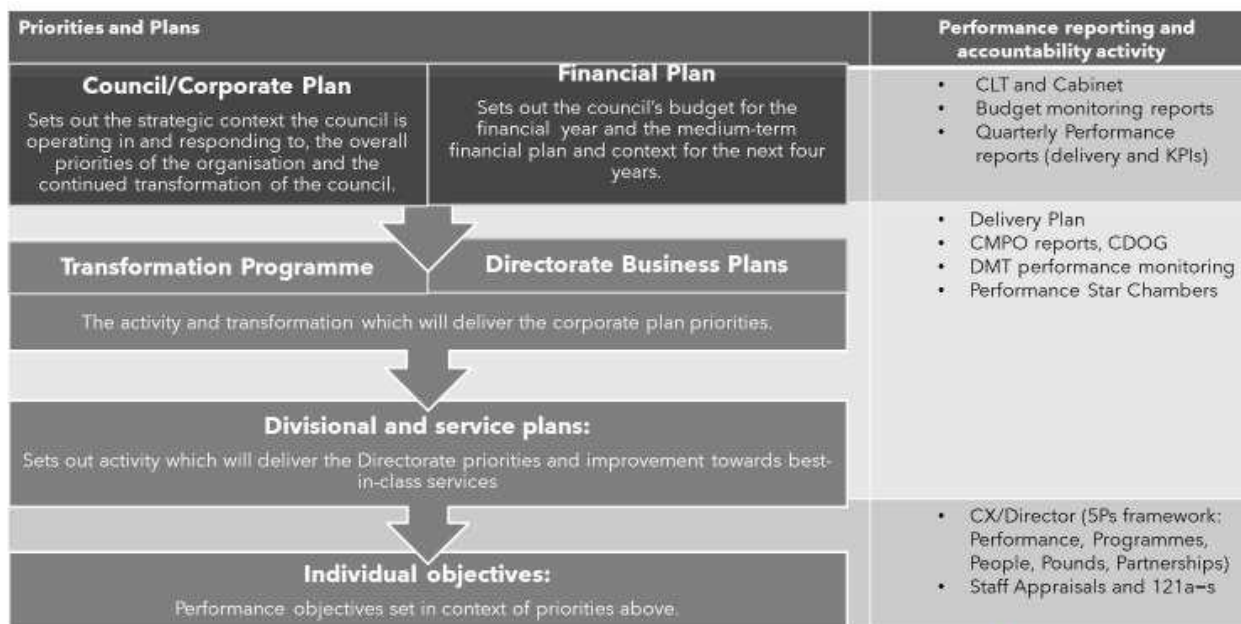 Priorities and Plans
Performance reporting and
accountability activity
Council/Corporate Plan
Sets out the strategic context the council is
operating in and responding to, the overall
priorities of the organisation and the
continued transformation of the council.
Financial Plan
Sets out the council's budget for the
financial year and the medium-term
financial plan and context for the next four
years.
• CLT and Cabinet
• Budget monitoring reports
• Quarterly Performance
reports (delivery and KPIs)
Transformation Programme
Directorate Business Plans
The activity and transformation which will deliver the corporate plan priorities.
• Delivery Plan
• CMPO reports, CDOG
• DMT performance monitoring
• Performance Star Chambers
Divisional and service plans:
Sets out activity which will deliver the Directorate priorities and improvement towards best-
in-class services
Individual objectives:
Performance objectives set in context of priorities above.
• CX/Director (5Ps framework:
Performance, Programmes,
People, Pounds, Partnerships)
• Staff Appraisals and 121a=s